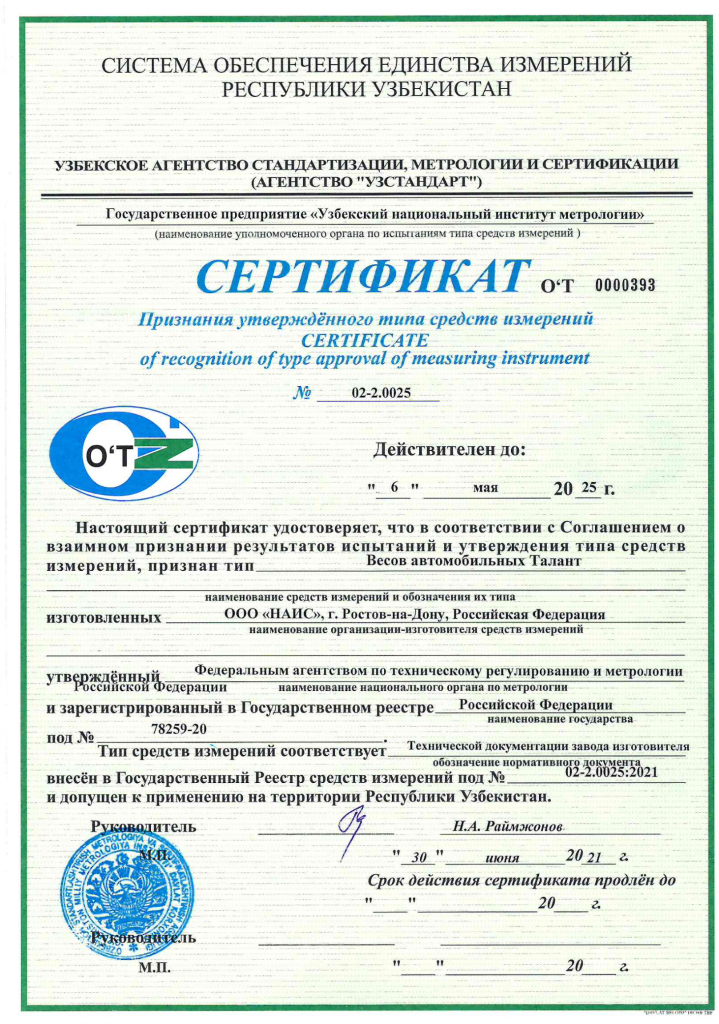 СИСТЕМА ОБЕСПЕЧЕНИЯ ЕДИНСТВА ИЗМЕРЕНИЙ
РЕСПУБЛИКИ УЗБЕКИСТАН
УЗБЕКСКОЕ АГЕНТСТВО СТАНДАРТИЗАЦИИ, МЕТРОЛОГИИ И СЕРТИФИКАЦИИ
(АГЕНТСТВО "УЗСТАНДАРТ")
Государственное предприятие «Узбекский национальный институт метрологии»
(наименование уполномоченного органа по испытаниям типа средств измерений )
СЕРТИФИКАТ O‘T 0000393
Признания утверждённого типа средств измерений
CERTIFICATE
of recognition of type approval of measuring instrument
№ 02-2.0025
O‘T
Действителен до:
" 6 " мая 20 25 г.
Настоящий сертификат удостоверяет, что в соответствии с Соглашением о
взаимном признании результатов испытаний и утверждения типа средств
измерений, признан тип Весов автомобильных Талант
наименование средств измерений и обозначения их типа
изготовленных ООО «НАИС», г. Ростов-на-Дону, Российская Федерация
наименование организации-изготовителя средств измерений
утверждённый Федеральным агентством по техническому регулированию и метрологии
Российской Федерации наименование национального органа по метрологии
и зарегистрированный в Государственном реестре Российской Федерации
наименование государства
под № 78259-20 .
Тип средств измерений соответствует Технической документации завода изготовителя
обозначение нормативного документа
внесён в Государственный Реестр средств измерений под № 02-2.0025:2021
и допущен к применению на территории Республики Узбекистан.
Руководитель Н.А. Раймжонов
М.П. " 30 " июня 20 21 г.
Срок действия сертификата продлён до
" " 20 г.
Руководитель
М.П. " " 20 г.